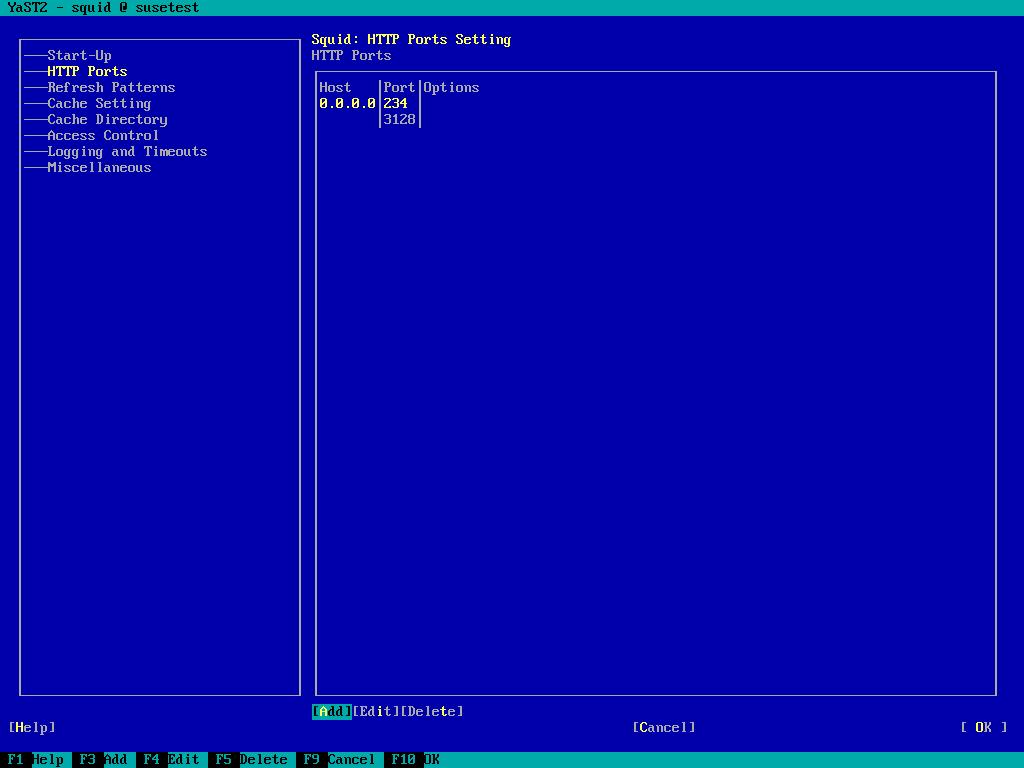 YaST2 - squid @ susetest
Squid: HTTP Ports Setting
Start-Up
HTTP Ports
Refresh Patterns
Cache Setting
Cache Directory
Access Control
Logging and Timeouts
Miscellaneous
HTTP Ports
Host |Port|Options
0.0.0.0|234 |
|3128|
[Add][Edit][Delete]
[Help] [Cancel] [ OK ]
F1 Help F3 Add F4 Edit F5 Delete F9 Cancel F10 OK